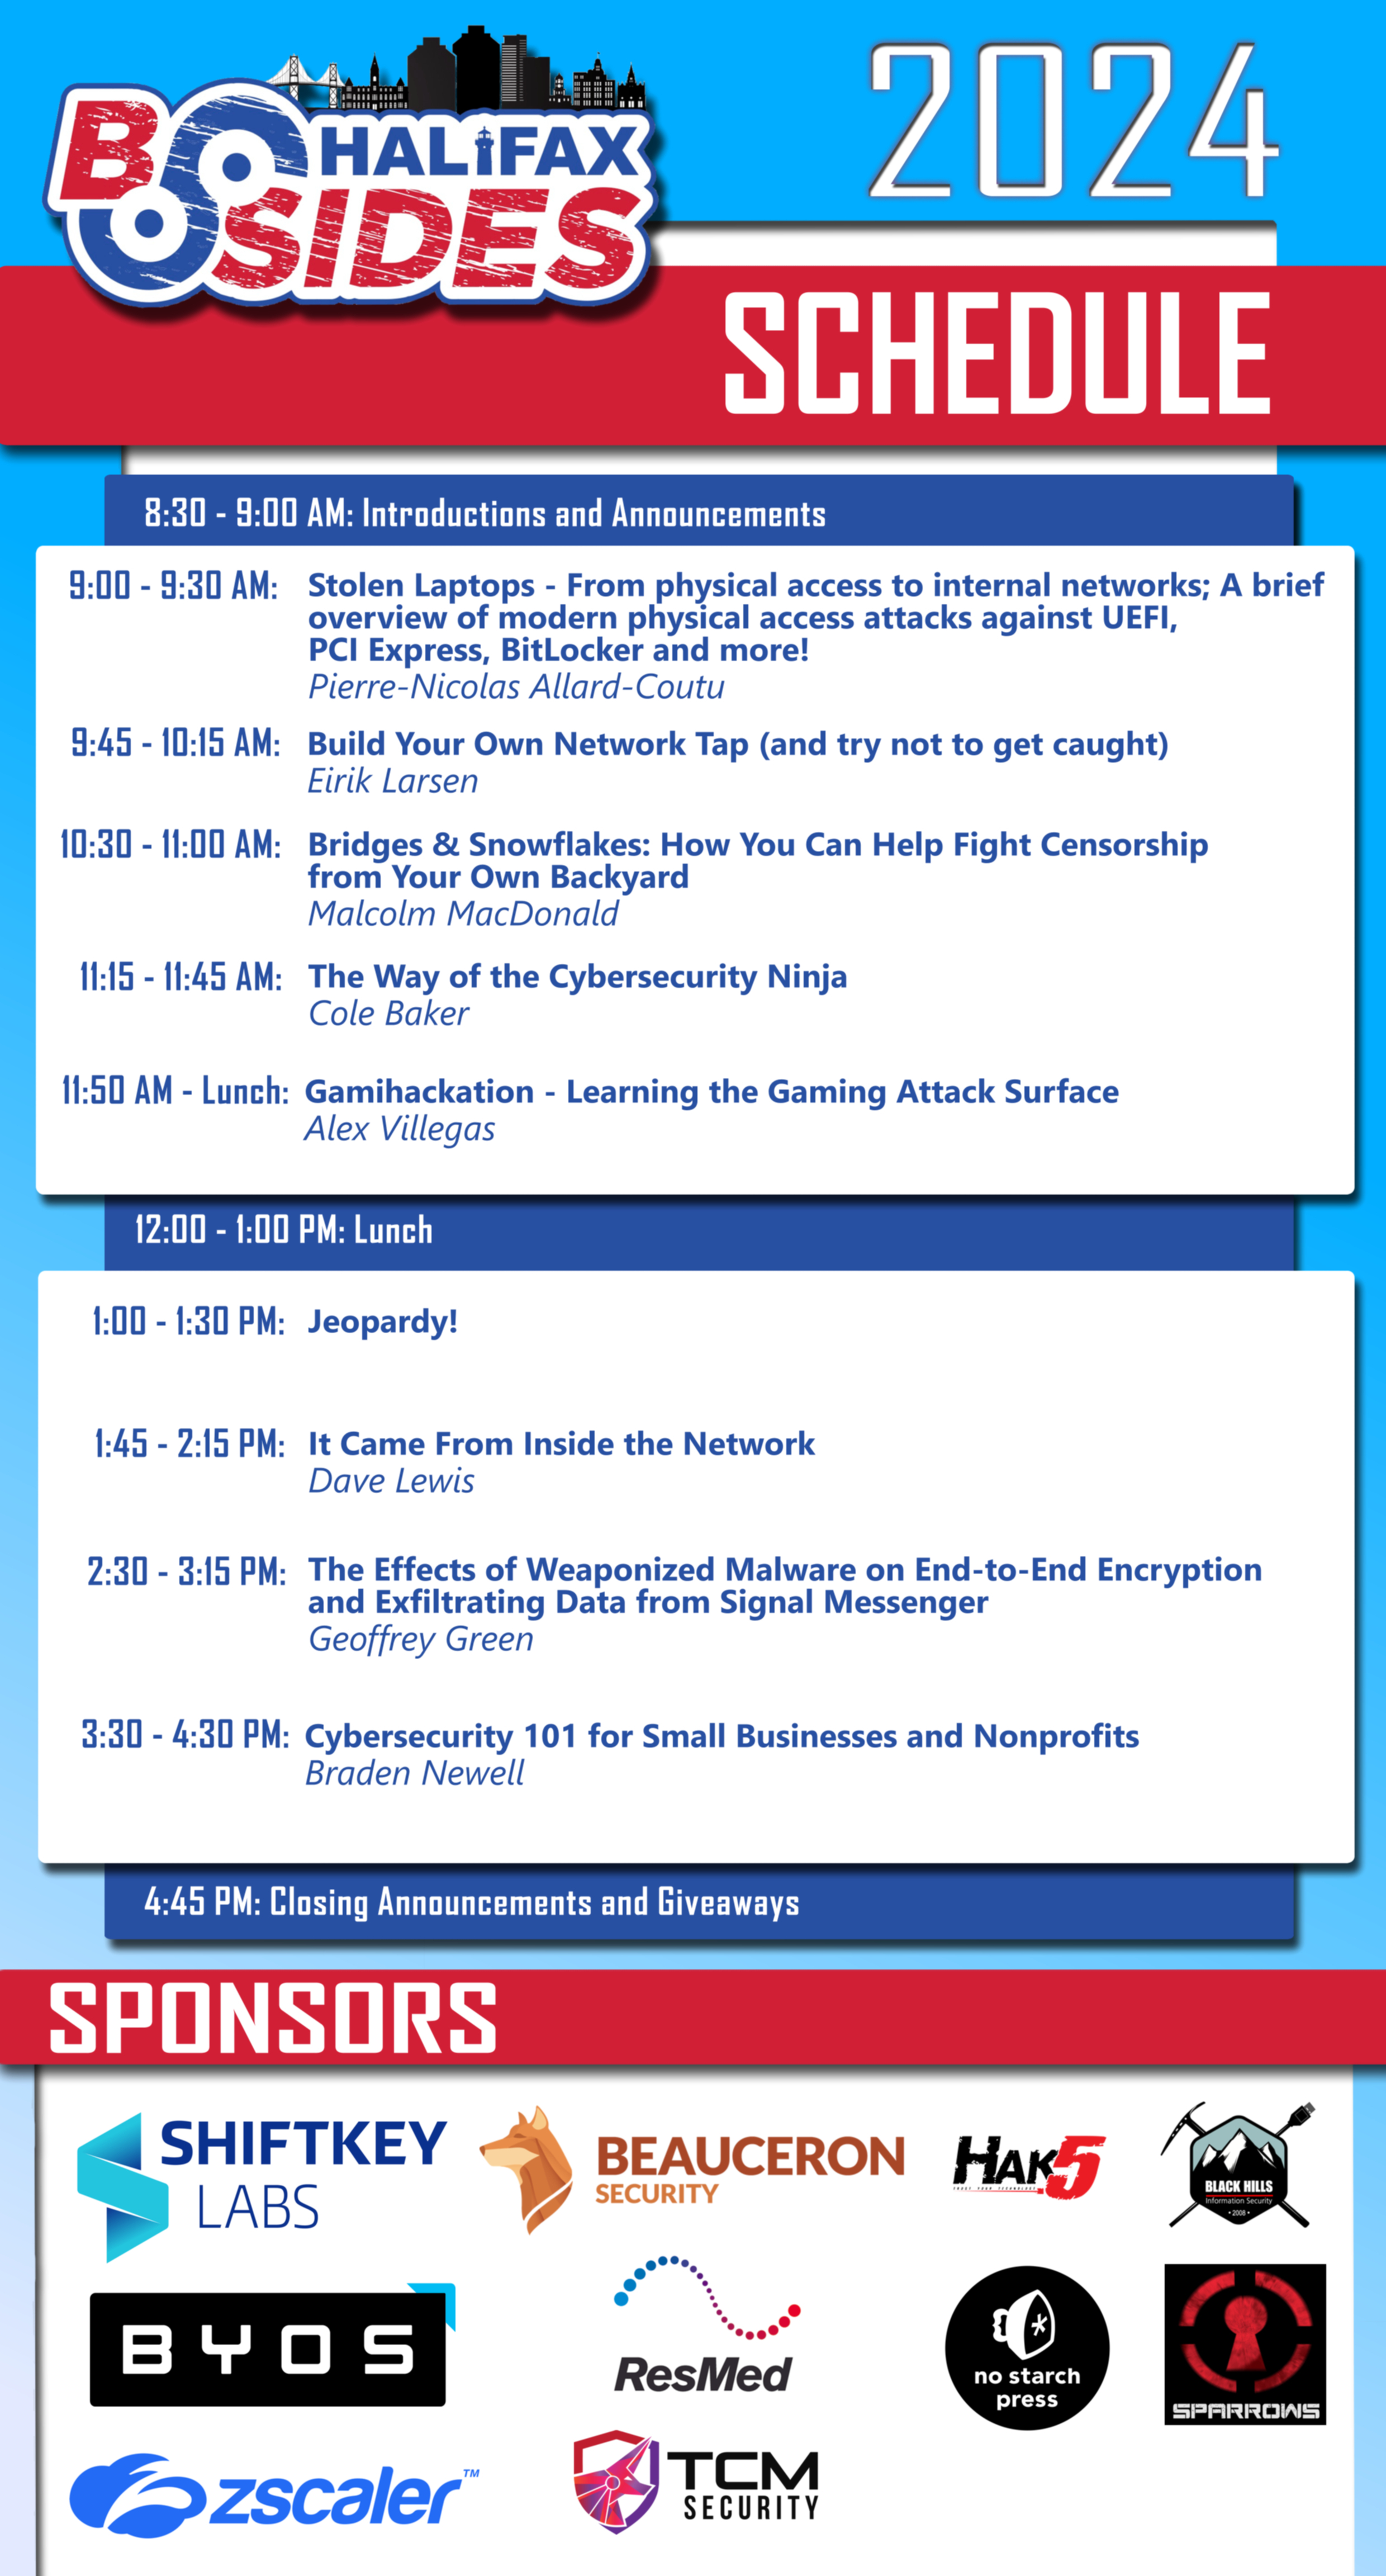 HALIFAX
BSIDES
2024
SCHEDULE
8:30 - 9:00 AM: Introductions and Announcements
9:00 - 9:30 AM: Stolen Laptops - From physical access to internal networks; A brief
overview of modern physical access attacks against UEFI,
PCI Express, BitLocker and more!
Pierre-Nicolas Allard-Coutu
9:45 - 10:15 AM: Build Your Own Network Tap (and try not to get caught)
Eirik Larsen
10:30 - 11:00 AM: Bridges & Snowflakes: How You Can Help Fight Censorship
from Your Own Backyard
Malcolm MacDonald
11:15 - 11:45 AM: The Way of the Cybersecurity Ninja
Cole Baker
11:50 AM - Lunch: Gamihackation - Learning the Gaming Attack Surface
Alex Villegas
12:00 - 1:00 PM: Lunch
1:00 - 1:30 PM: Jeopardy!
1:45 - 2:15 PM: It Came From Inside the Network
Dave Lewis
2:30 - 3:15 PM: The Effects of Weaponized Malware on End-to-End Encryption
and Exfiltrating Data from Signal Messenger
Geoffrey Green
3:30 - 4:30 PM: Cybersecurity 101 for Small Businesses and Nonprofits
Braden Newell
4:45 PM: Closing Announcements and Giveaways
SPONSORS
SHIFTKEY
LABS
BEAUCERON
SECURITY
HAK5
TRUST YOUR TECHNOLUST
BLACK HILLS
Information Security
• 2008 •
BYOS
ResMed
no starch
press
SPARROWS
zscaler™
TCM
SECURITY